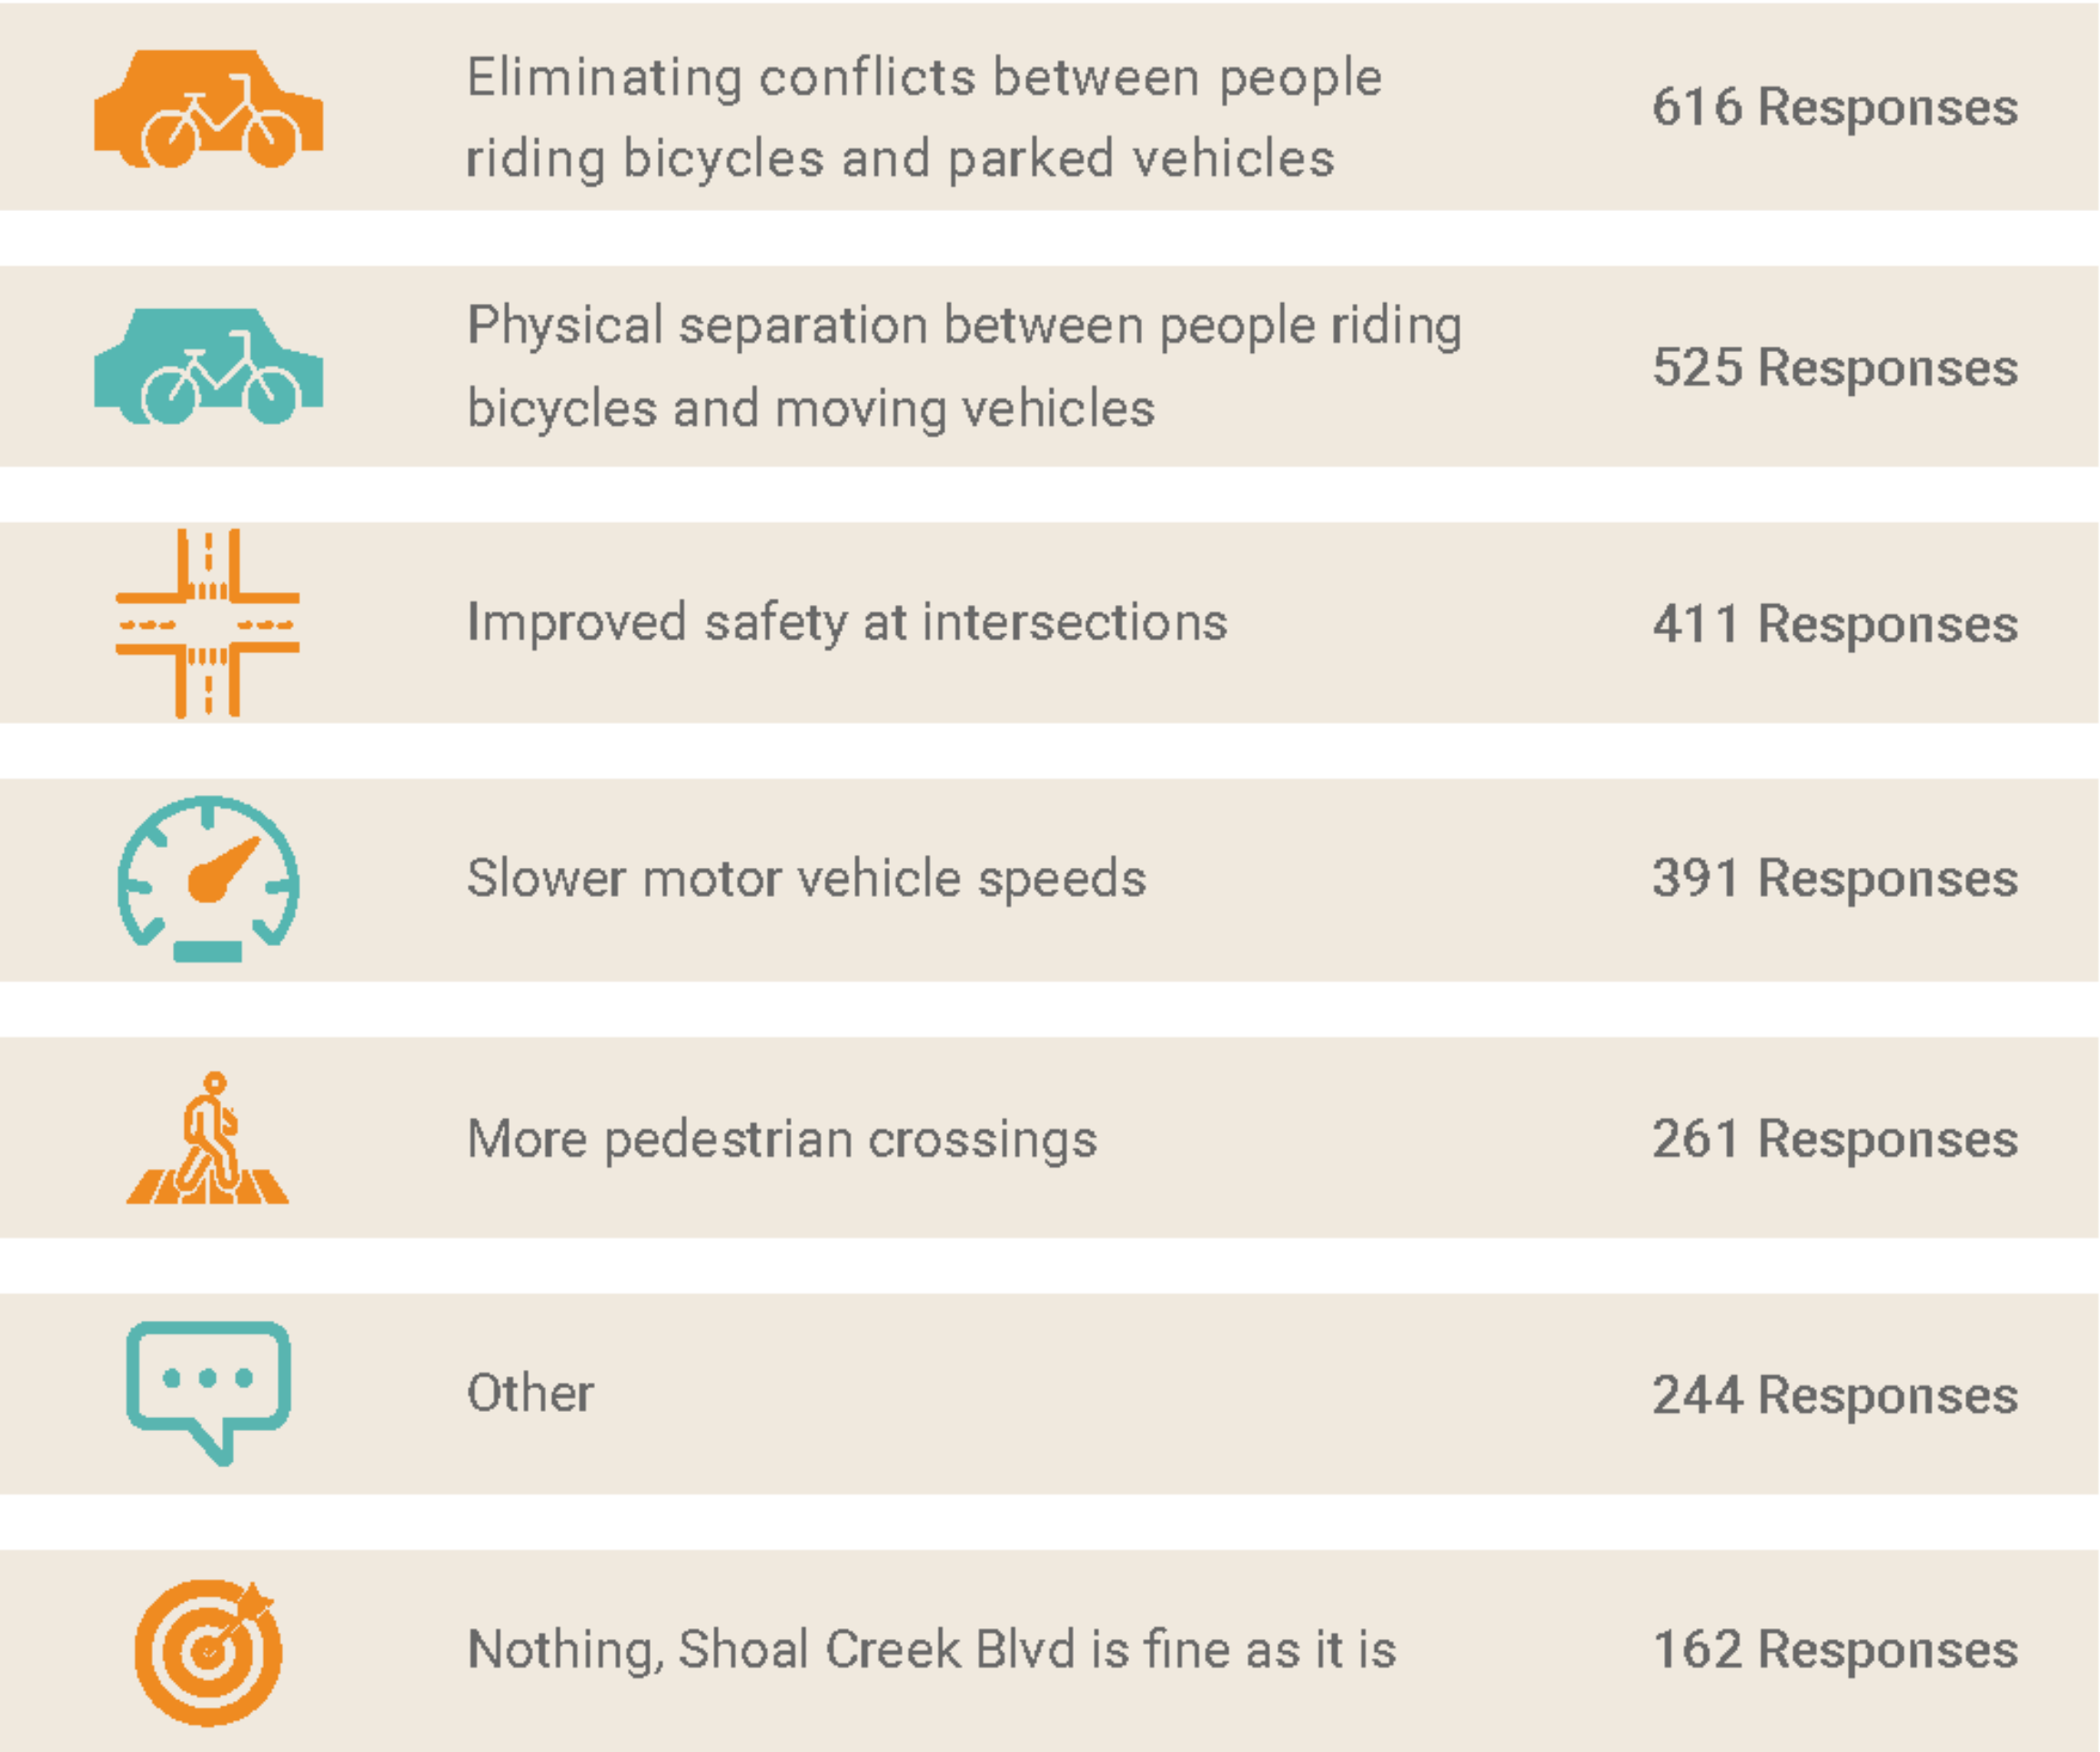 Eliminating conflicts between people
riding bicycles and parked vehicles
616 Responses
Physical separation between people riding
bicycles and moving vehicles
525 Responses
Improved safety at intersections
411 Responses
Slower motor vehicle speeds
391 Responses
More pedestrian crossings
261 Responses
Other
244 Responses
Nothing, Shoal Creek Blvd is fine as it is
162 Responses